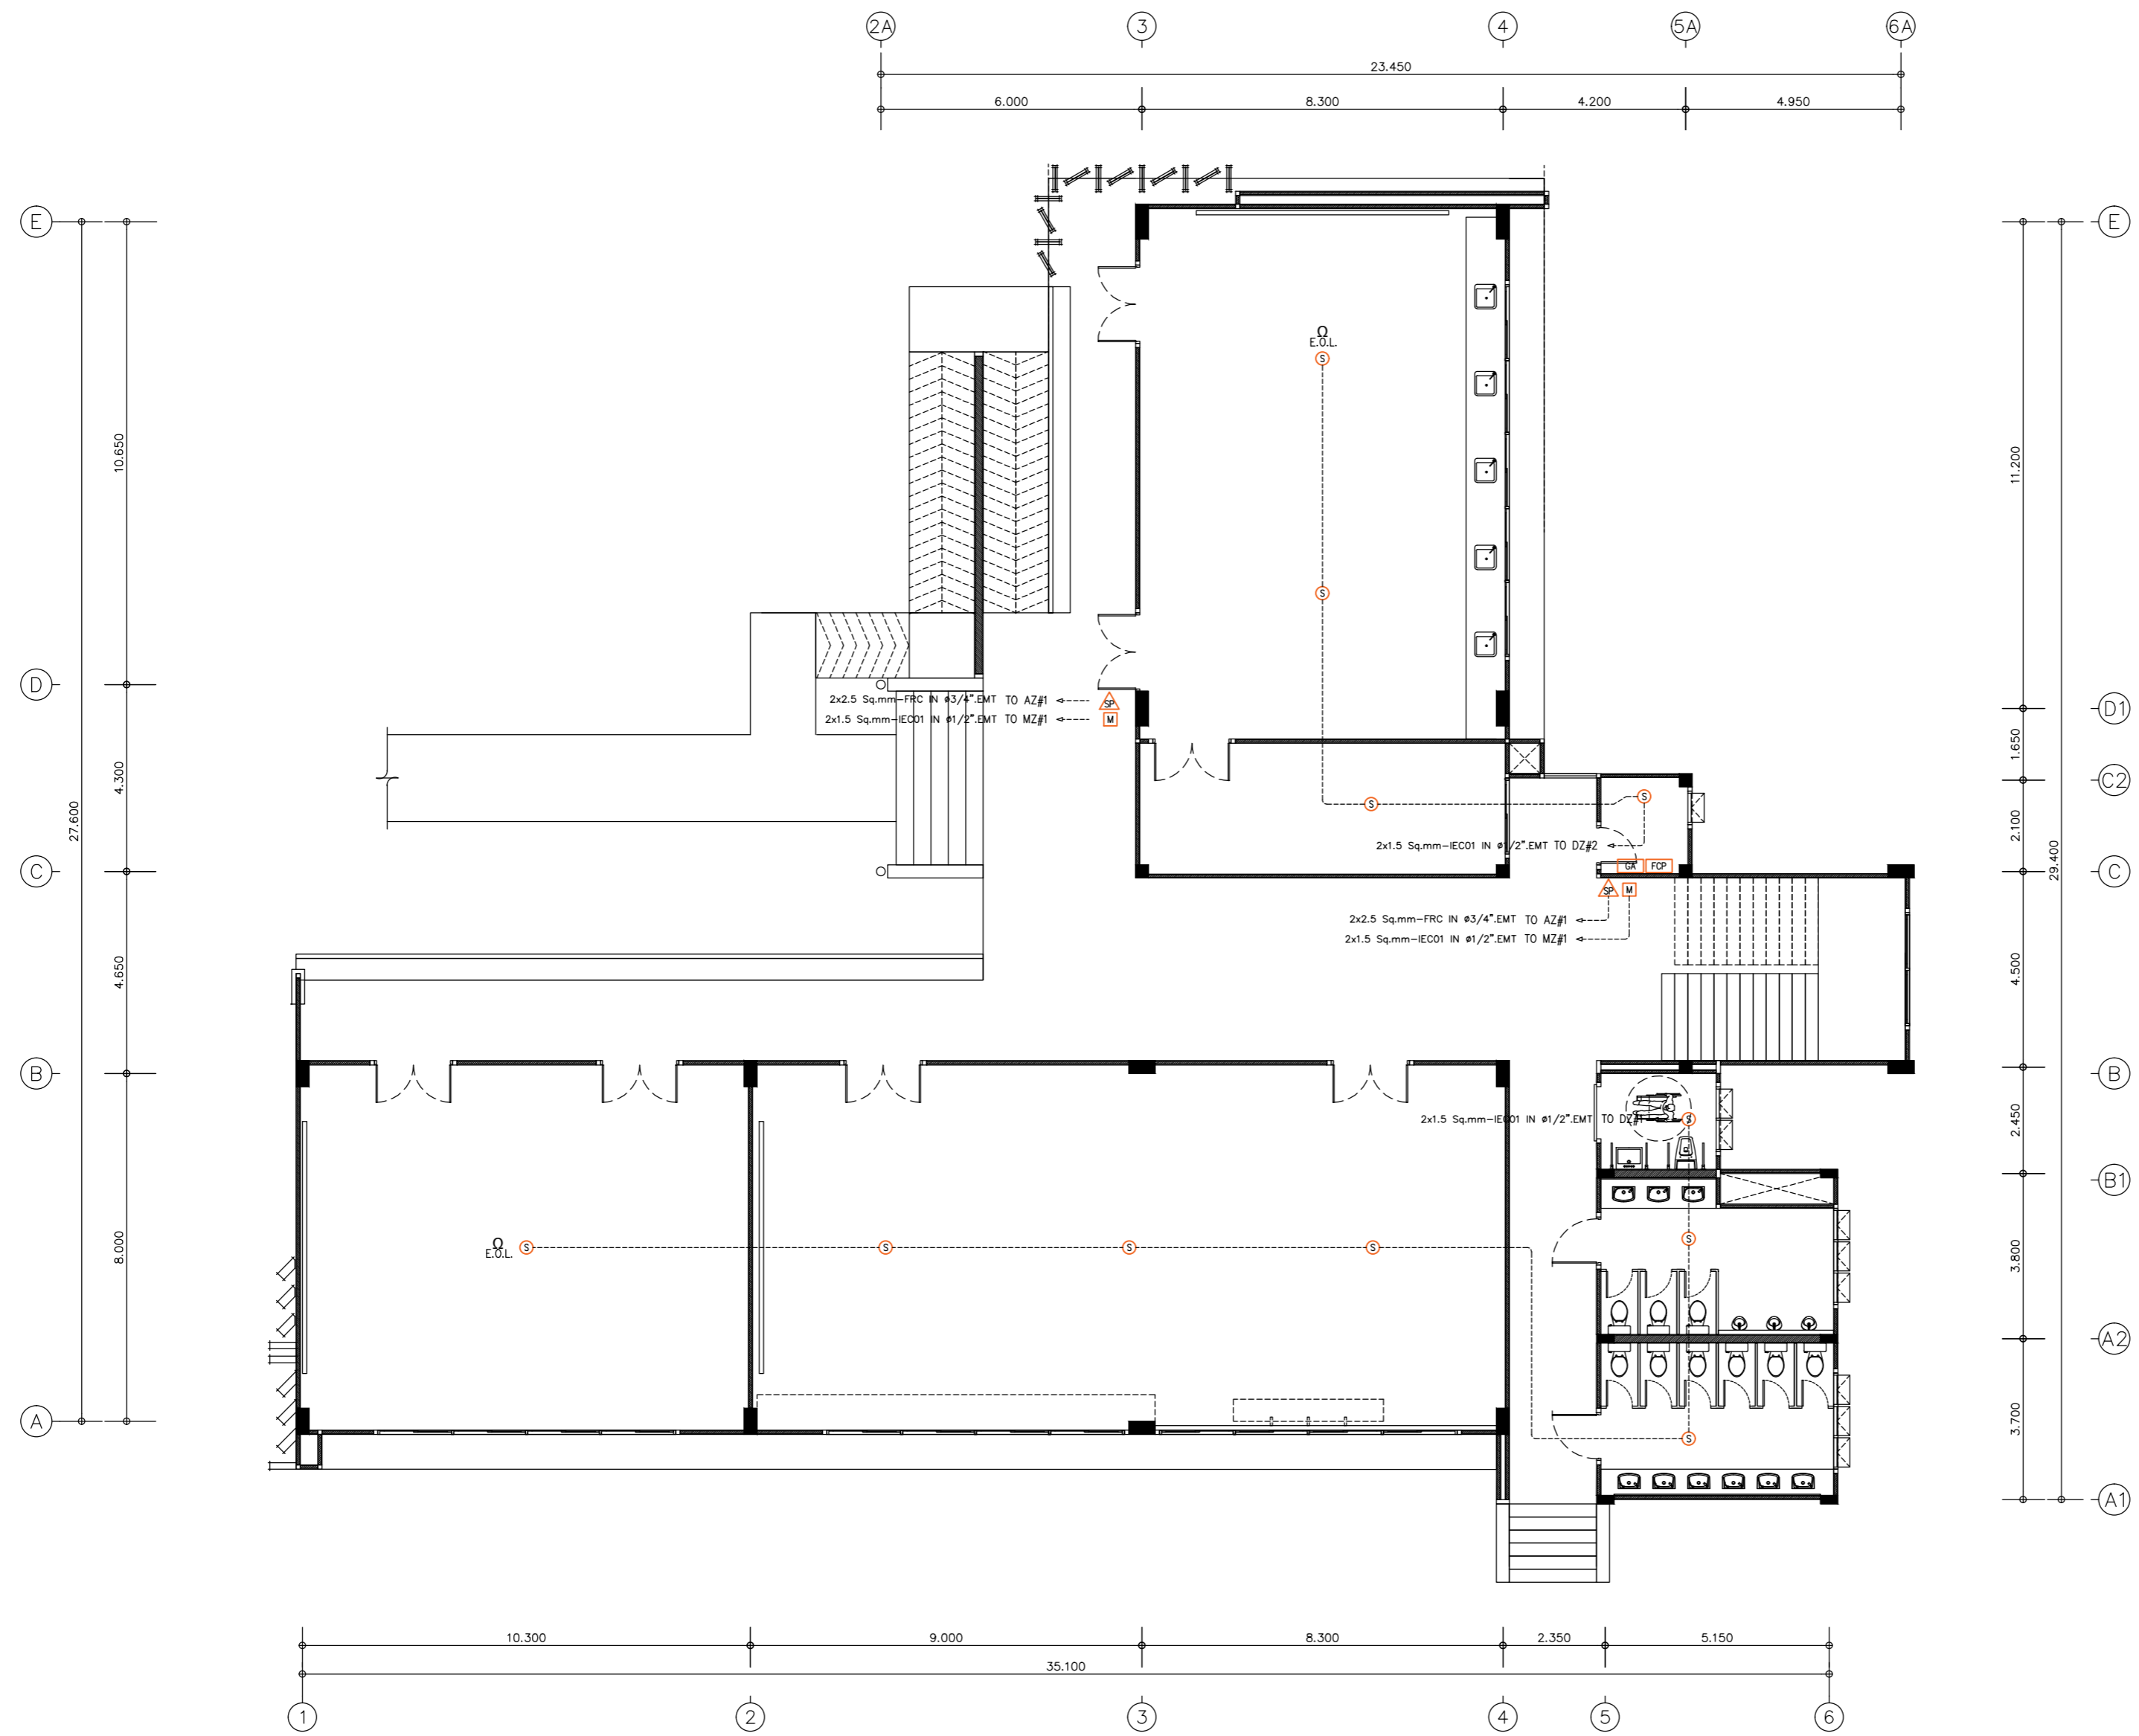 2A 3 4 5A 6A
23.450
6.000 8.300 4.200 4.950
E E
Ω
E.O.L.
S
10.650
11.200
S
D
2x2.5 Sq.mm-FRC IN ø3/4".EMT TO AZ#1 SP
D1
2x1.5 Sq.mm-IEC01 IN ø1/2".EMT TO MZ#1 M
1.650
4.300
C2
S S
27.600
2.100
2x1.5 Sq.mm-IEC01 IN ø1/2".EMT TO DZ#2
29.400
GA FCP
C C
SP M
2x2.5 Sq.mm-FRC IN ø3/4".EMT TO AZ#1
2x1.5 Sq.mm-IEC01 IN ø1/2".EMT TO MZ#1
4.650
4.500
B B
2x1.5 Sq.mm-IEC01 IN ø1/2".EMT TO DZ#1 S
2.450
B1
S
Ω
E.O.L. S S S S
8.000
3.800
A2
A
3.700
S
A1
10.300 9.000 8.300 2.350 5.150
35.100
1 2 3 4 5 6